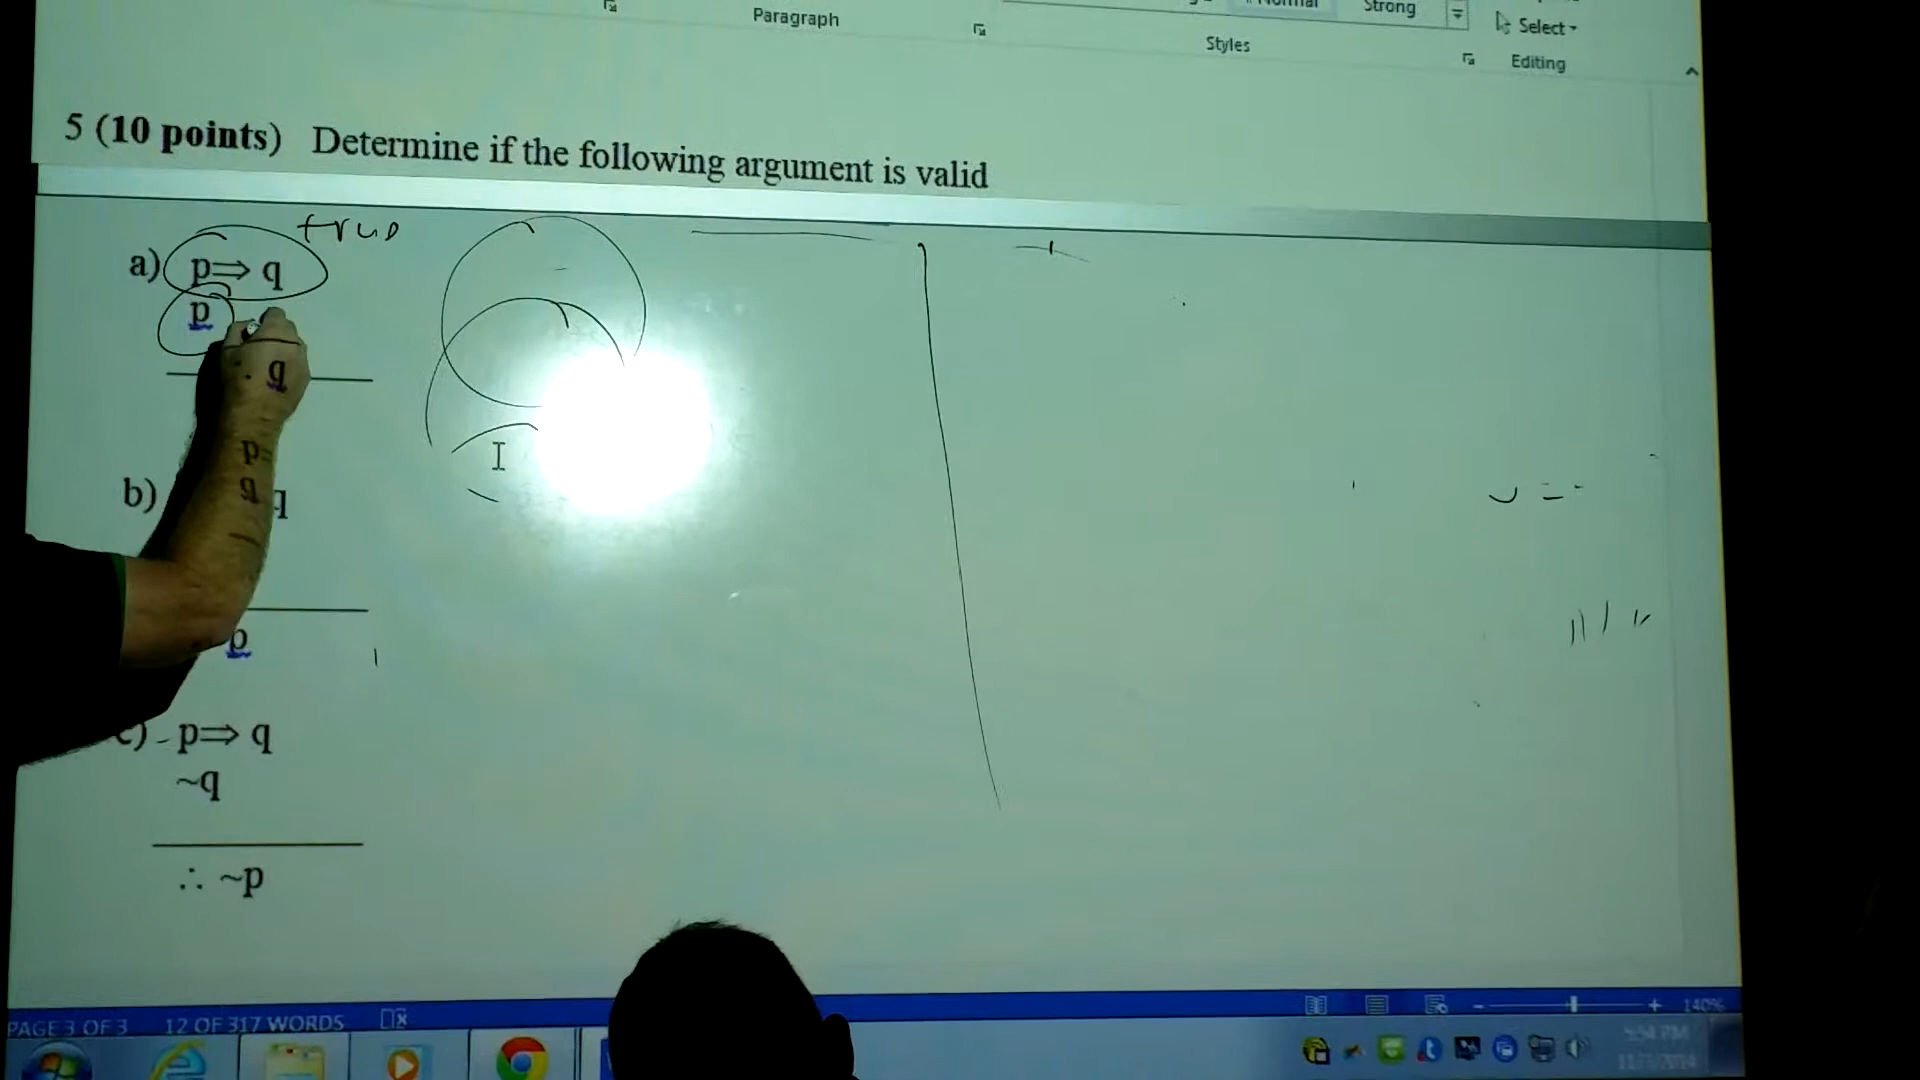 Paragraph
Strong
Select
Styles
Editing
5 (10 points) Determine if the following argument is valid
true
a) p⇒ q
p
∴ q
p=
b) q q
p
c) p⇒ q
~q
∴ ~p
PAGE 3 OF 3 12 OF 317 WORDS
140%